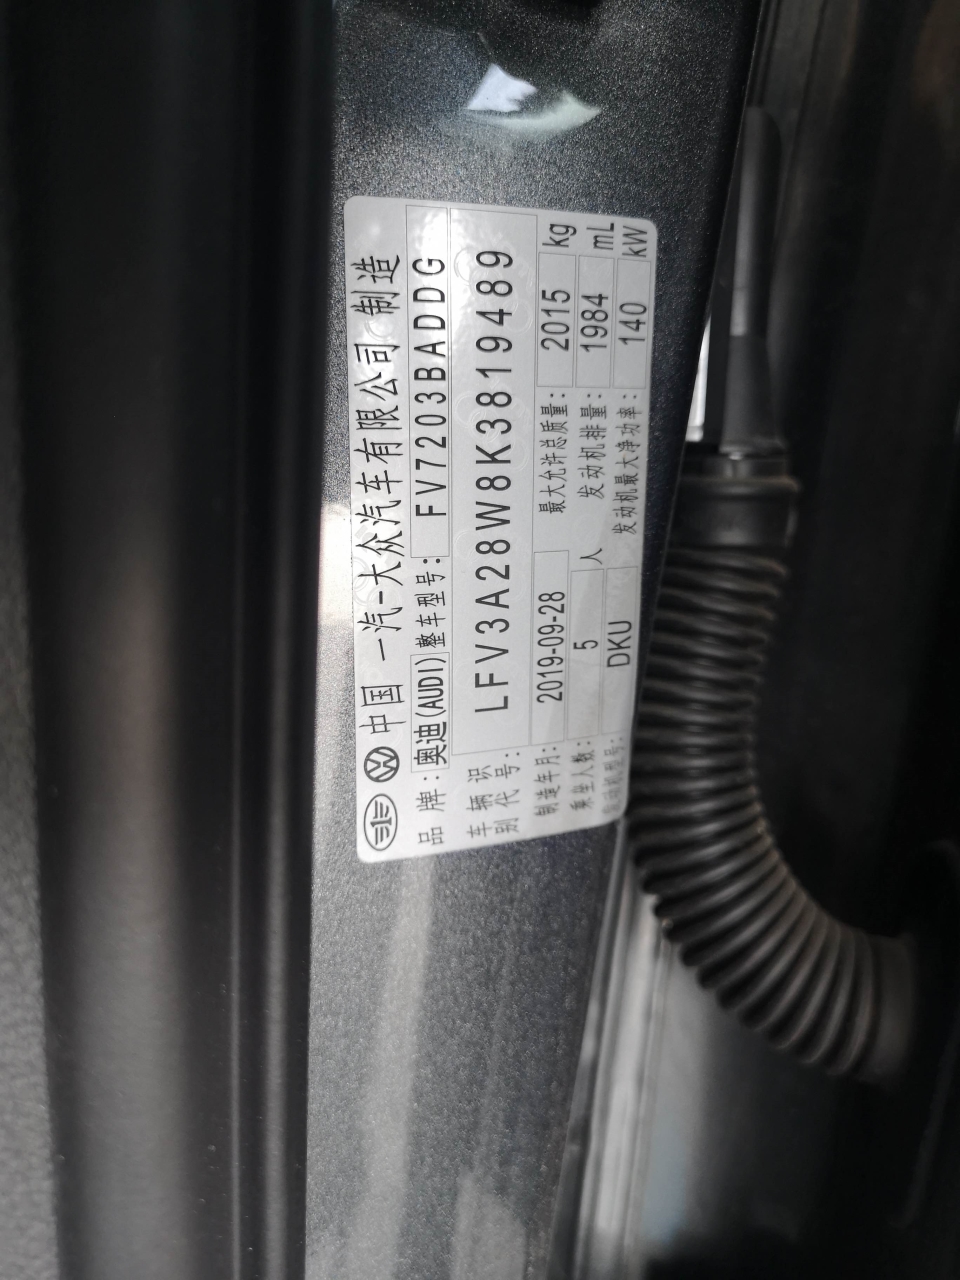 中国 一汽-大众汽车有限公司 制造
品牌: 奥迪(AUDI) 整车型号: FV7203BADDG
车辆识别代号: LFV3A28W8K3819489
制造年月: 2019-09-28 最大允许总质量: 2015 kg
乘坐人数: 5 人 发动机排量: 1984 mL
发动机型号: DKU 发动机最大净功率: 140 kW